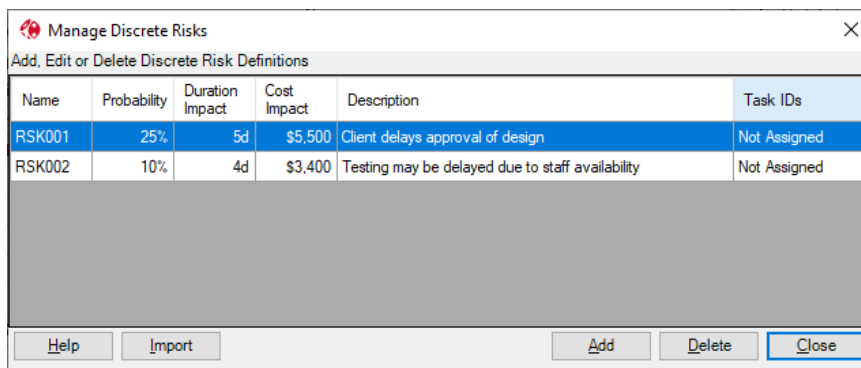 Manage Discrete Risks
Add, Edit or Delete Discrete Risk Definitions
Name Probability Duration Impact Cost Impact Description Task IDs
RSK001 25% 5d $5,500 Client delays approval of design Not Assigned
RSK002 10% 4d $3,400 Testing may be delayed due to staff availability Not Assigned
Help Import Add Delete Close